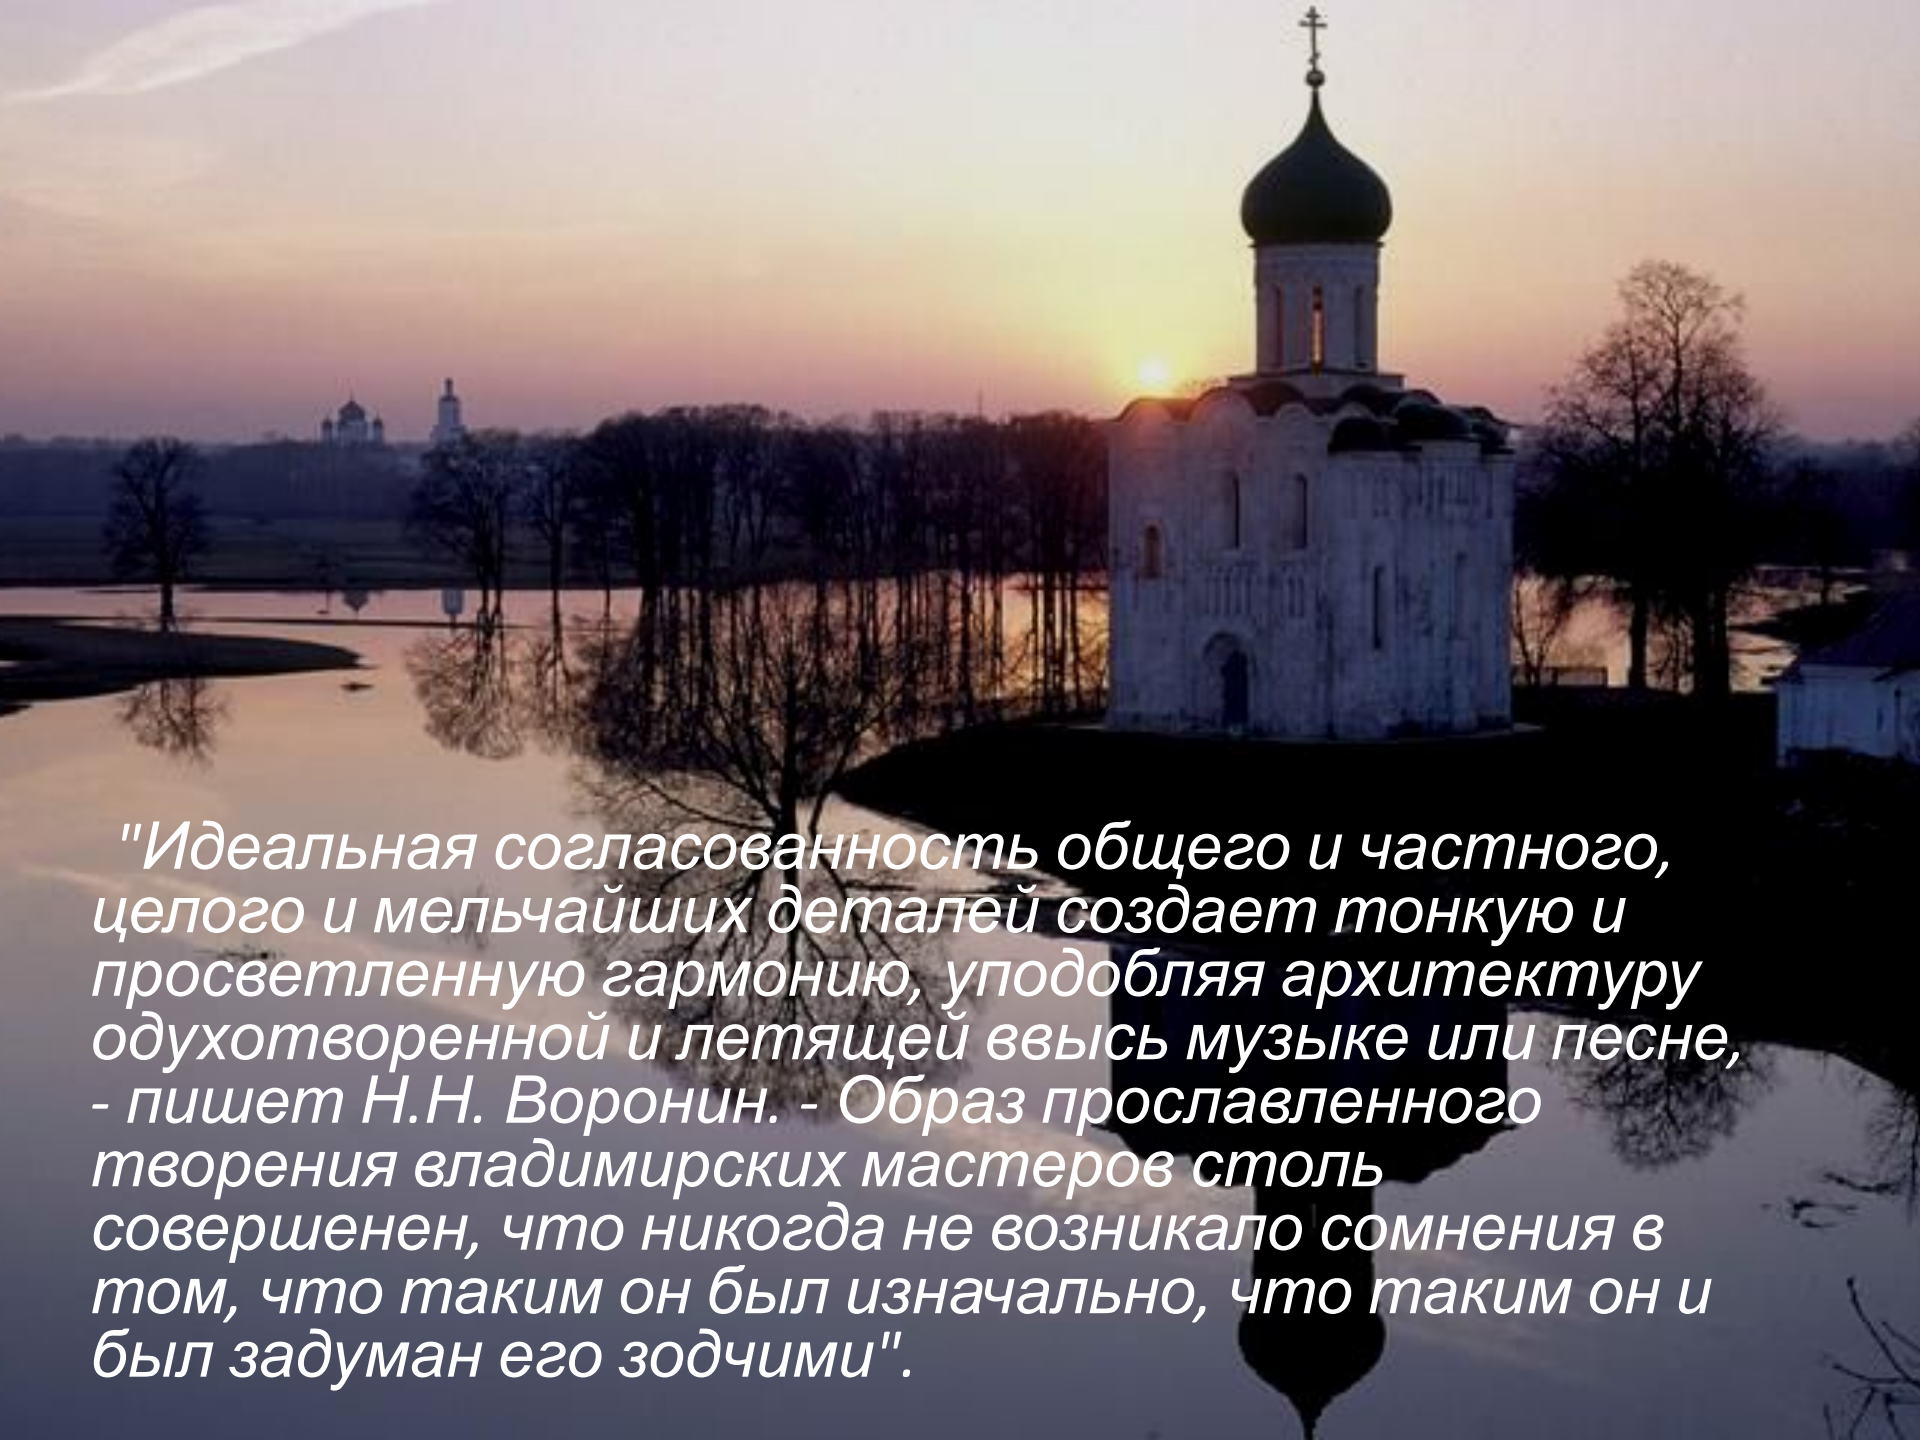 "Идеальная согласованность общего и частного,
целого и мельчайших деталей создает тонкую и
просветленную гармонию, уподобляя архитектуру
одухотворенной и летящей ввысь музыке или песне,
- пишет Н.Н. Воронин. - Образ прославленного
творения владимирских мастеров столь
совершенен, что никогда не возникало сомнения в
том, что таким он был изначально, что таким он и
был задуман его зодчими".